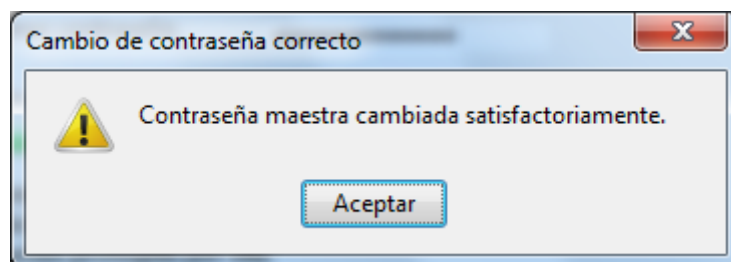 Cambio de contraseña correcto
Contraseña maestra cambiada satisfactoriamente.
Aceptar